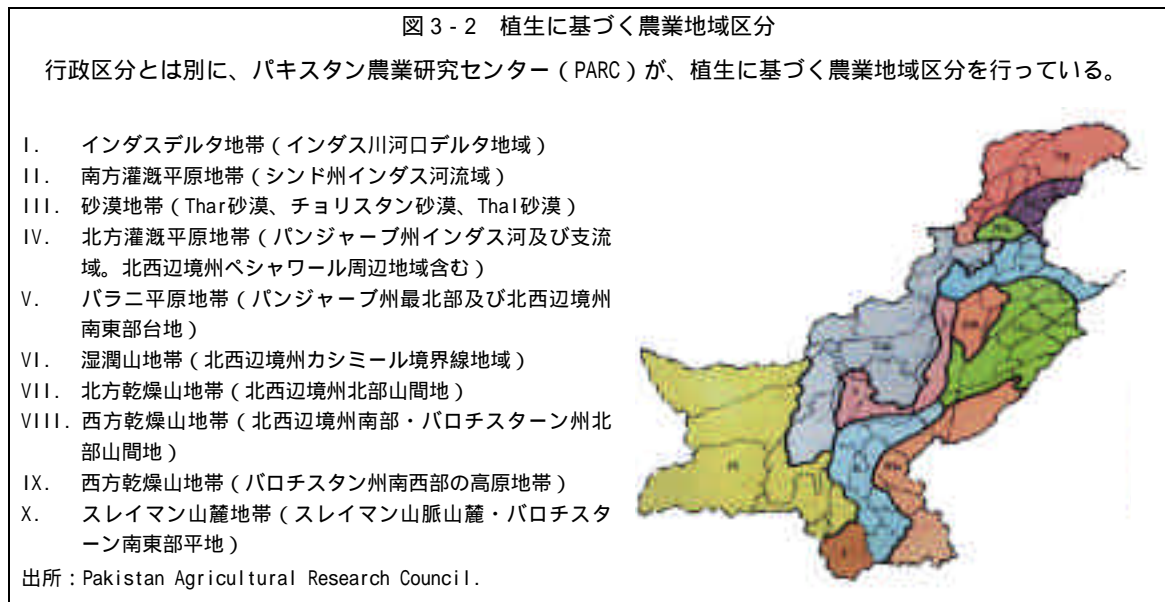 図３-２　植生に基づく農業地域区分
行政区分とは別に、パキスタン農業研究センター（PARC）が、植生に基づく農業地域区分を行っている。
I.　インダスデルタ地帯（インダス川河口デルタ地域）
II.　南方灌漑平原地帯（シンド州インダス河流域）
III.　砂漠地帯（Thar砂漠、チョリスタン砂漠、Thal砂漠）
IV.　北方灌漑平原地帯（パンジャーブ州インダス河及び支流
域。北西辺境州ペシャワール周辺地域含む）
V.　バラニ平原地帯（パンジャーブ州最北部及び北西辺境州
南東部台地）
VI.　湿潤山地帯（北西辺境州カシミール境界線地域）
VII.　北方乾燥山地帯（北西辺境州北部山間地）
VIII.　西方乾燥山地帯（北西辺境州南部・バロチスターン州北
部山間地）
IX.　西方乾燥山地帯（バロチスタン州南西部の高原地帯）
X.　スレイマン山麓地帯（スレイマン山脈山麓・バロチスタ
ーン南東部平地）
出所：Pakistan Agricultural Research Council.